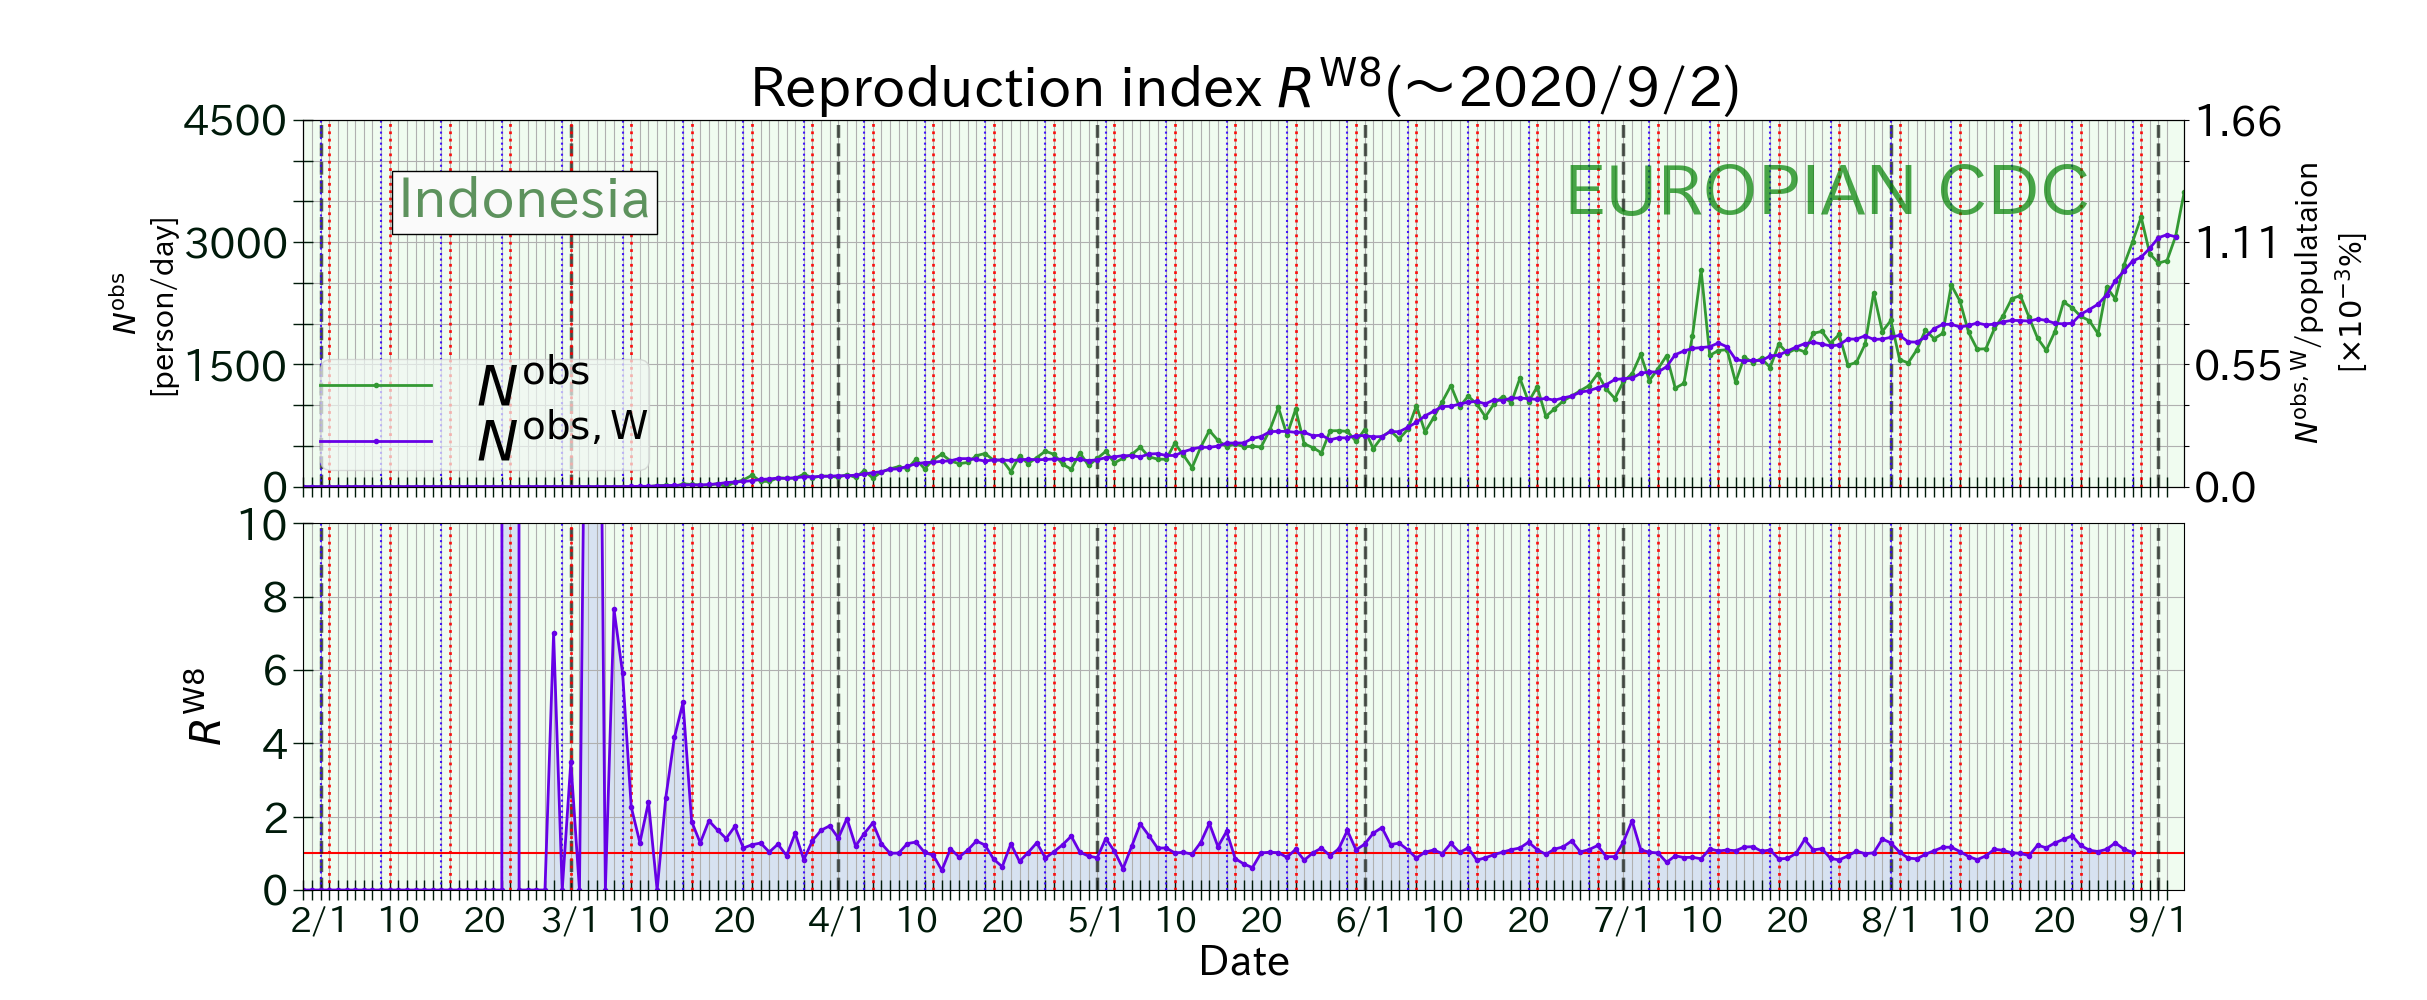 Reproduction index R^W8(~2020/9/2)
4500
3000
1500
0
N^obs
[person/day]
Indonesia
EUROPIAN CDC
N^obs
N^obs, W
1.66
1.11
0.55
0.0
N^obs, W/populataion
[×10^−3%]
10
8
6
4
2
0
R^W8
2/1 10 20 3/1 10 20 4/1 10 20 5/1 10 20 6/1 10 20 7/1 10 20 8/1 10 20 9/1
Date